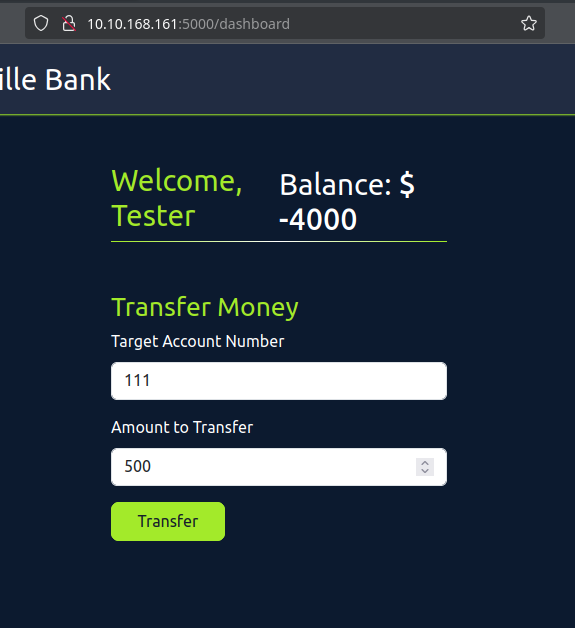 10.10.168.161:5000/dashboard
ille Bank
Welcome,
Tester
Balance: $
-4000
Transfer Money
Target Account Number
111
Amount to Transfer
500
Transfer